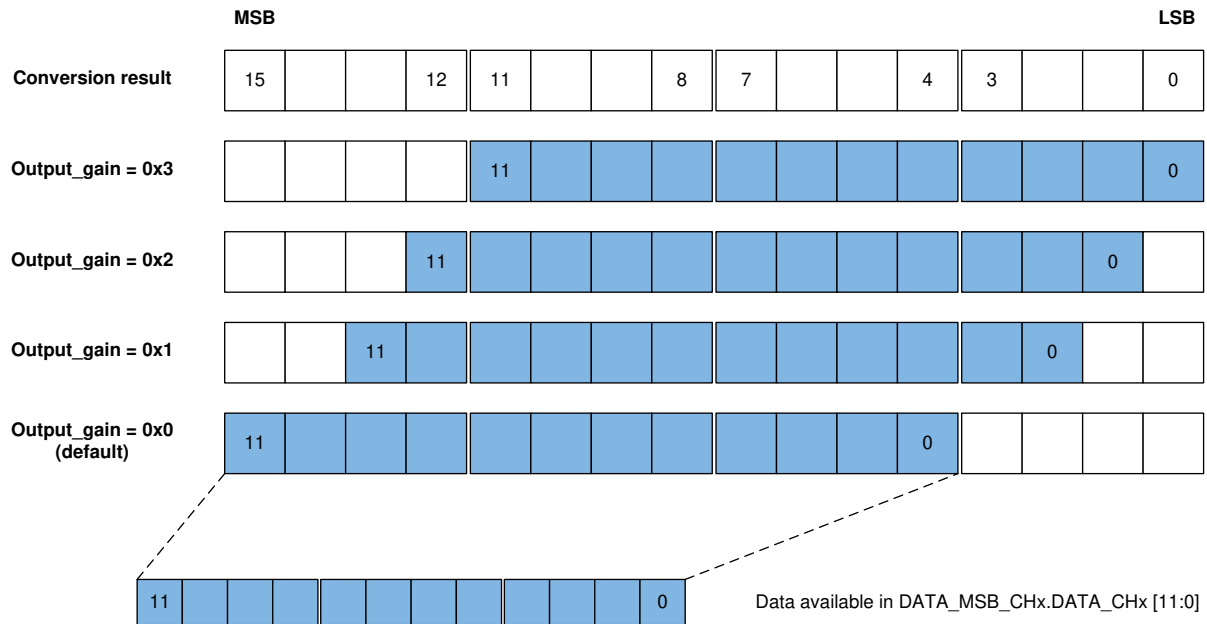 MSB LSB
Conversion result 15 12 11 8 7 4 3 0
Output_gain = 0x3 11 0
Output_gain = 0x2 11 0
Output_gain = 0x1 11 0
Output_gain = 0x0
(default) 11 0
11 0 Data available in DATA_MSB_CHx.DATA_CHx [11:0]